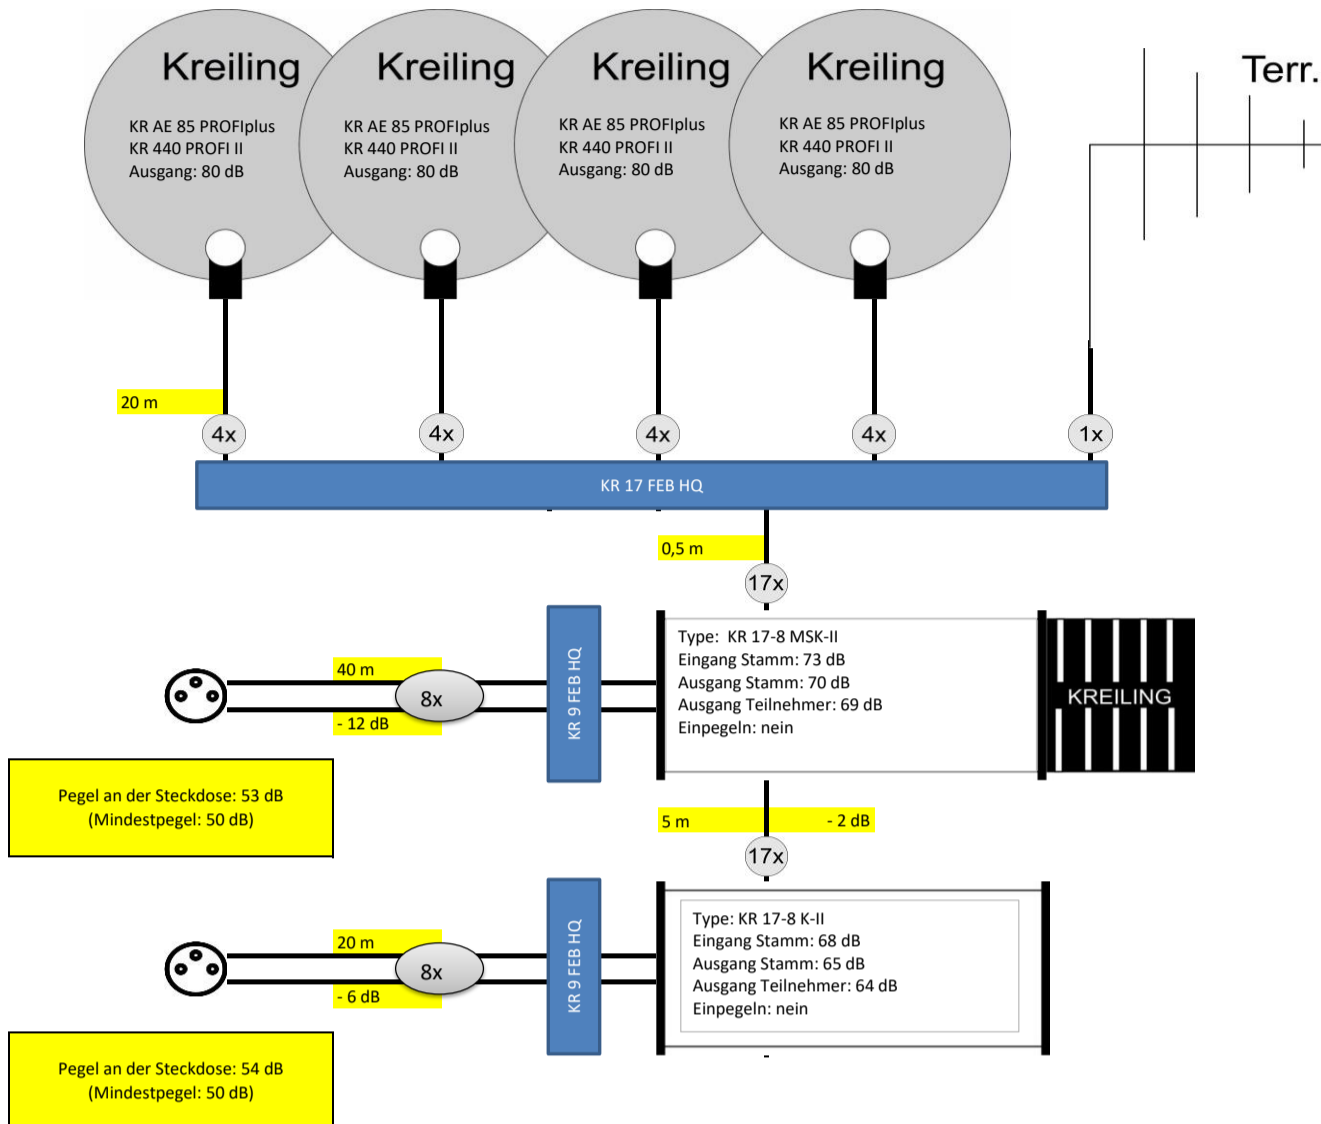 Kreiling
KR AE 85 PROFIplus
KR 440 PROFI II
Ausgang: 80 dB
Kreiling
KR AE 85 PROFIplus
KR 440 PROFI II
Ausgang: 80 dB
Kreiling
KR AE 85 PROFIplus
KR 440 PROFI II
Ausgang: 80 dB
Kreiling
KR AE 85 PROFIplus
KR 440 PROFI II
Ausgang: 80 dB
Terr.
20 m
4x
4x
4x
4x
1x
KR 17 FEB HQ
0,5 m
17x
40 m
8x
- 12 dB
KR 9 FEB HQ
Type: KR 17-8 MSK-II
Eingang Stamm: 73 dB
Ausgang Stamm: 70 dB
Ausgang Teilnehmer: 69 dB
Einpegeln: nein
KREILING
Pegel an der Steckdose: 53 dB
(Mindestpegel: 50 dB)
5 m
- 2 dB
17x
20 m
8x
- 6 dB
KR 9 FEB HQ
Type: KR 17-8 K-II
Eingang Stamm: 68 dB
Ausgang Stamm: 65 dB
Ausgang Teilnehmer: 64 dB
Einpegeln: nein
Pegel an der Steckdose: 54 dB
(Mindestpegel: 50 dB)